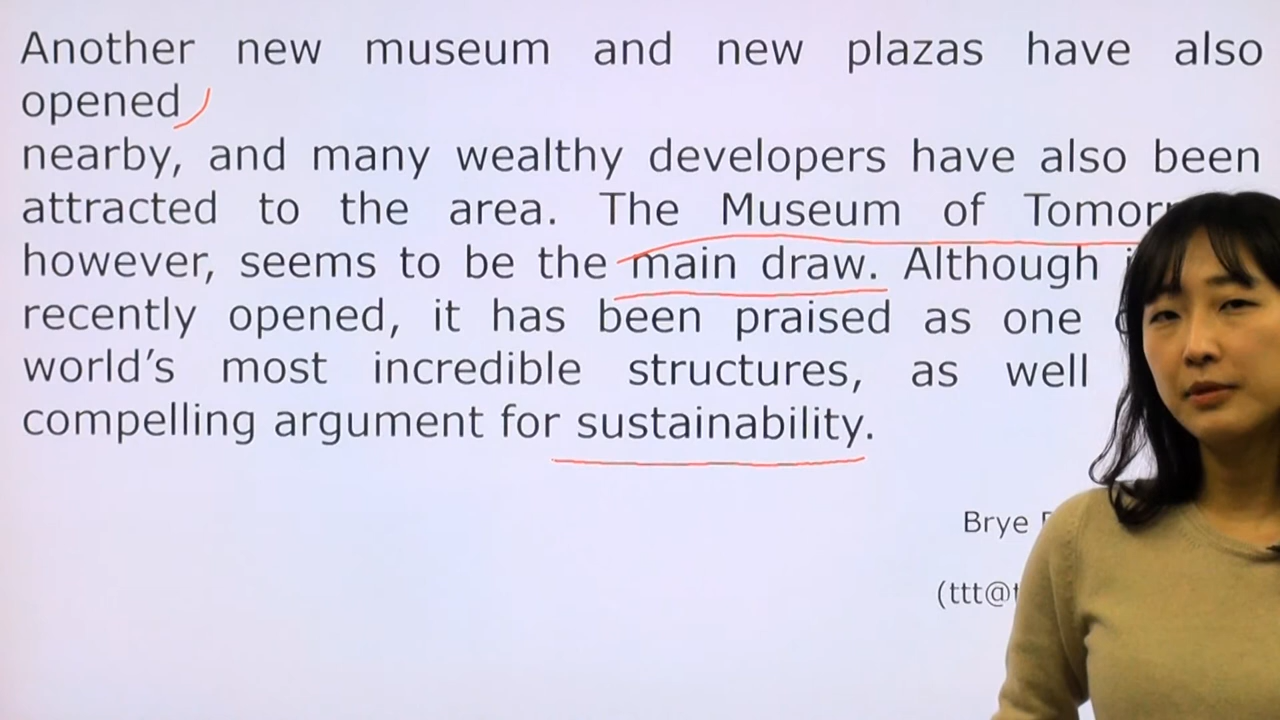 Another new museum and new plazas have also
opened
nearby, and many wealthy developers have also been
attracted to the area. The Museum of
however, seems to be the main draw. Although
recently opened, it has been praised as one
world's most incredible structures, as well
compelling argument for sustainability.
Brye